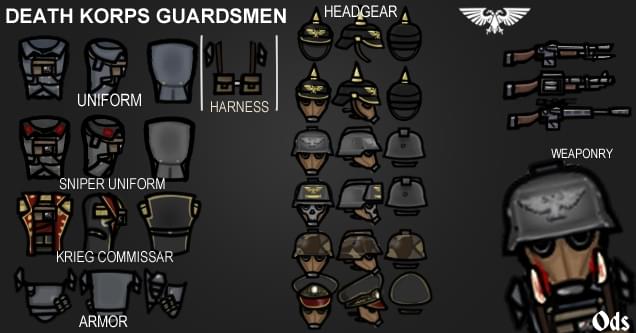 DEATH KORPS GUARDSMEN
HEADGEAR
UNIFORM
HARNESS
SNIPER UNIFORM
WEAPONRY
KRIEG COMMISSAR
ARMOR
Ods